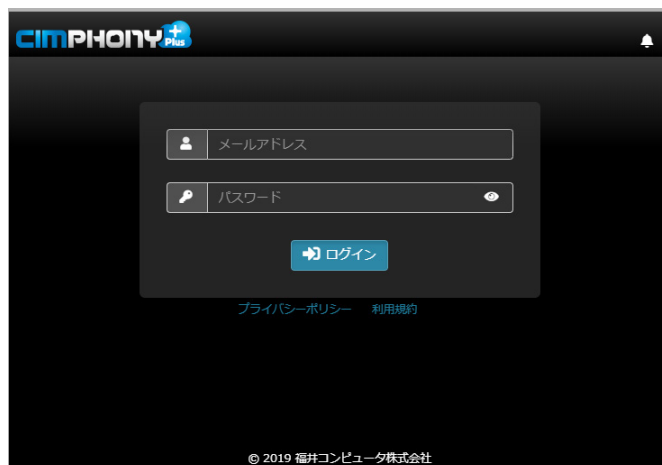 CIMPHONY Plus
メールアドレス
パスワード
ログイン
プライバシーポリシー 利用規約
© 2019 福井コンピュータ株式会社